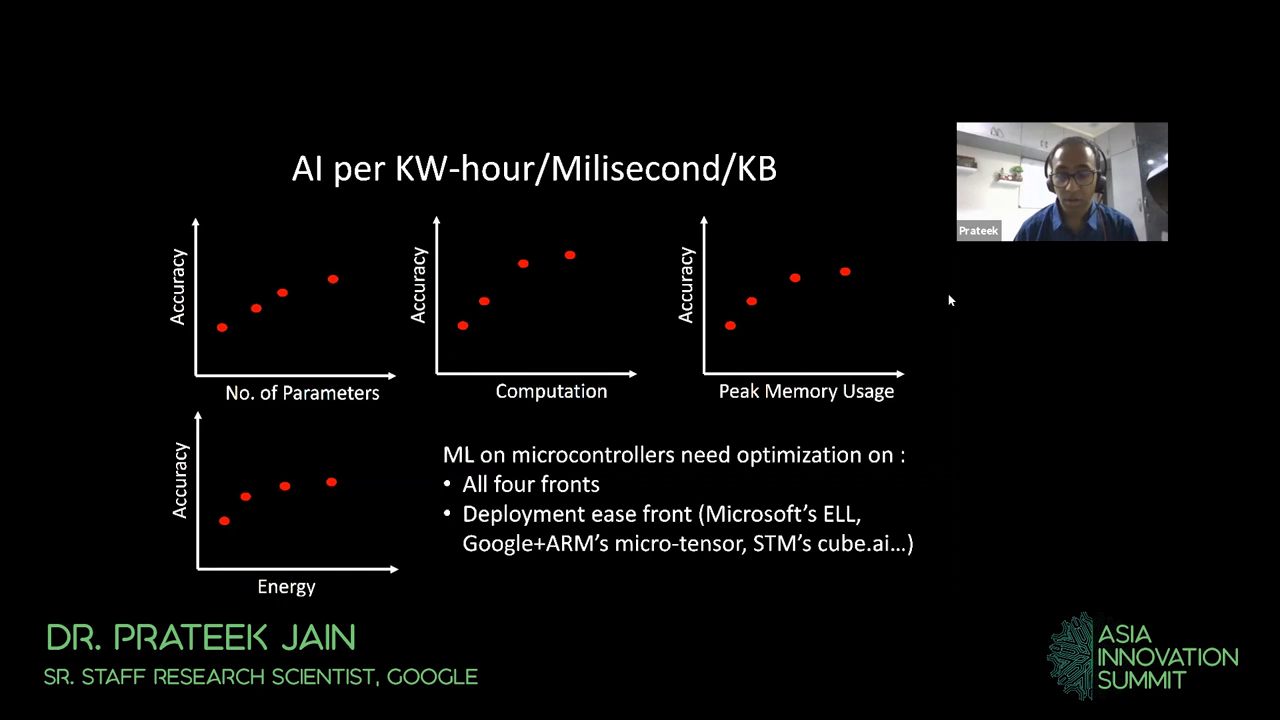 AI per KW-hour/Milisecond/KB
Prateek
Accuracy
No. of Parameters
Accuracy
Computation
Accuracy
Peak Memory Usage
Accuracy
Energy
ML on microcontrollers need optimization on :
• All four fronts
• Deployment ease front (Microsoft's ELL,
Google+ARM's micro-tensor, STM's cube.ai...)
DR. PRATEEK JAIN
SR. STAFF RESEARCH SCIENTIST, GOOGLE
ASIA
INNOVATION
SUMMIT